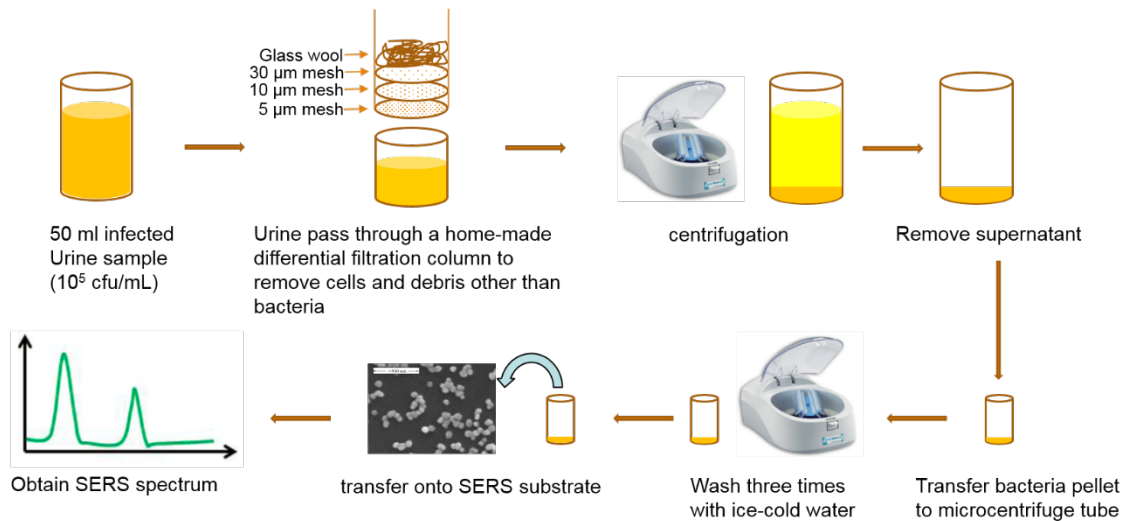 Glass wool
30 µm mesh
10 µm mesh
5 µm mesh
50 ml infected
Urine sample
(10⁵ cfu/mL)
Urine pass through a home-made
differential filtration column to
remove cells and debris other than
bacteria
centrifugation
Remove supernatant
Obtain SERS spectrum
transfer onto SERS substrate
Wash three times
with ice-cold water
Transfer bacteria pellet
to microcentrifuge tube